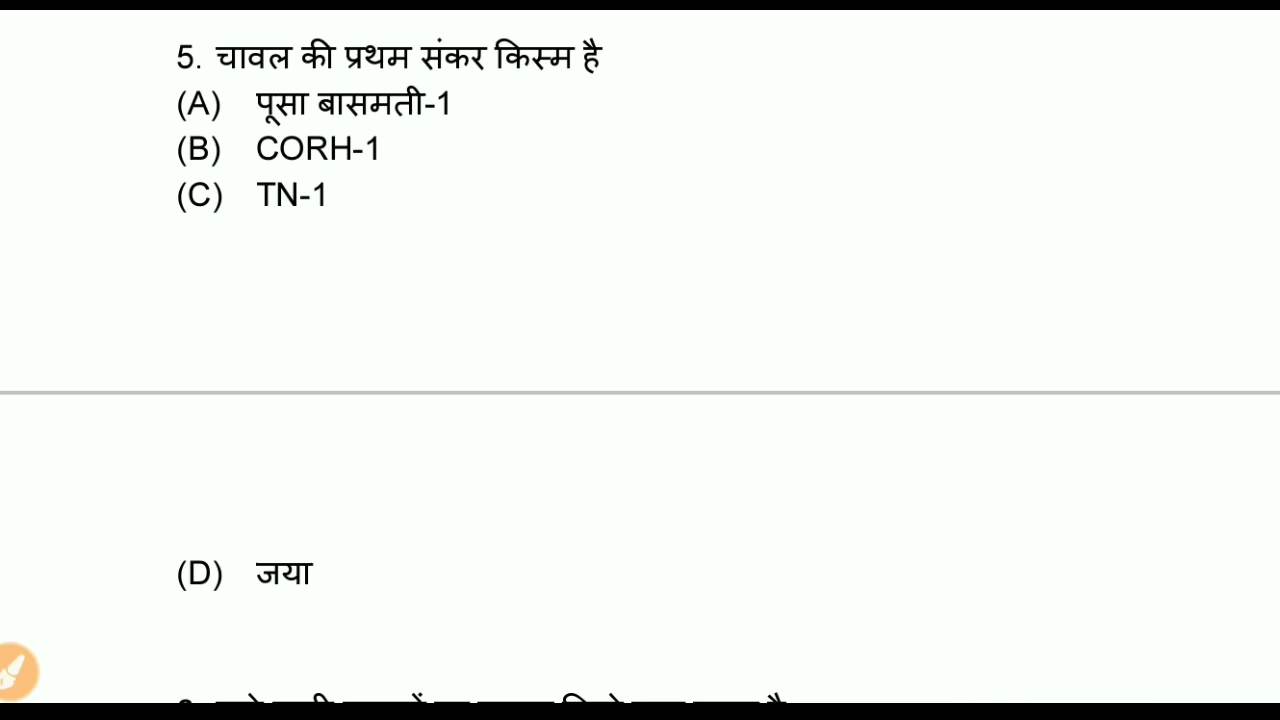 5. चावल की प्रथम संकर किस्म है
(A) पूसा बासमती-1
(B) CORH-1
(C) TN-1
(D) जया